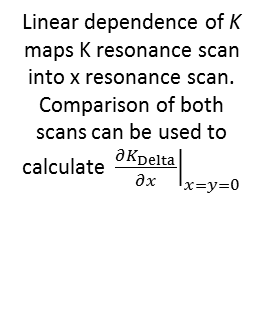 Linear dependence of K
maps K resonance scan
into x resonance scan.
Comparison of both
scans can be used to
calculate ∂K_Delta/∂x|_x=y=0